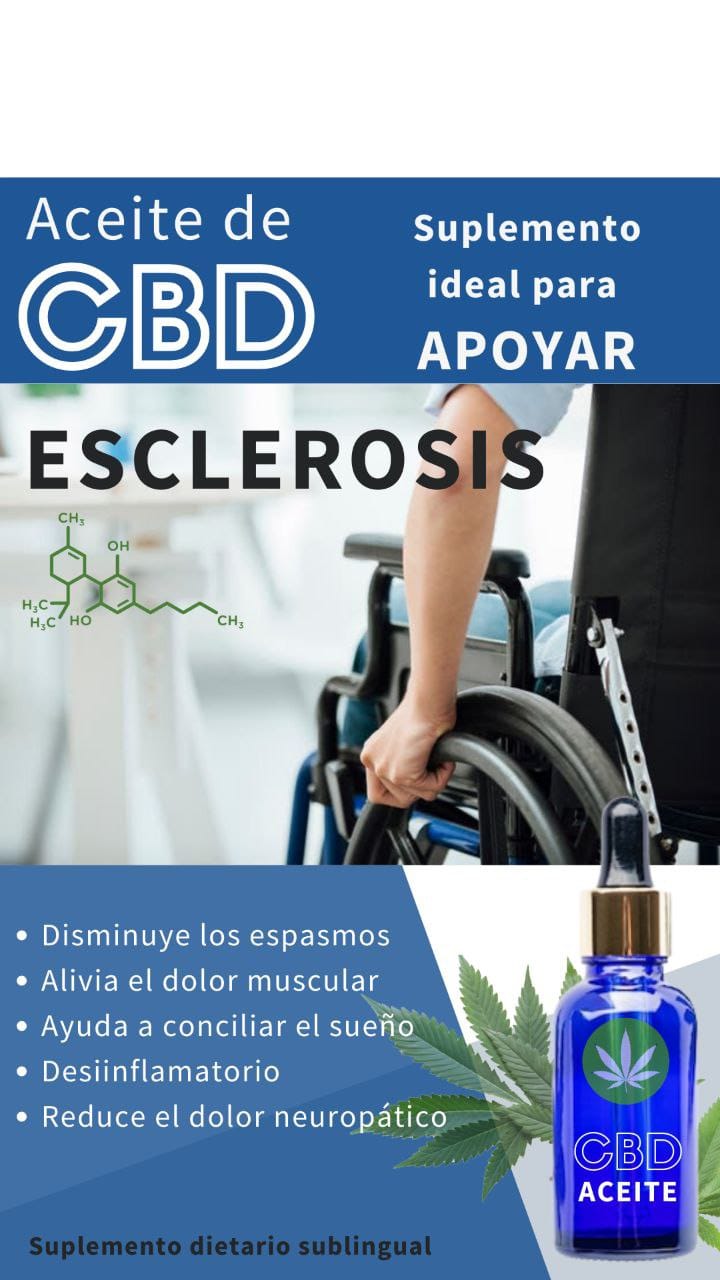 Aceite de
CBD
Suplemento
ideal para
APOYAR
ESCLEROSIS
CH₃
OH
H₃C
H₃C
HO
CH₃
• Disminuye los espasmos
• Alivia el dolor muscular
• Ayuda a conciliar el sueño
• Desiinflamatorio
• Reduce el dolor neuropático
CBD
ACEITE
Suplemento dietario sublingual